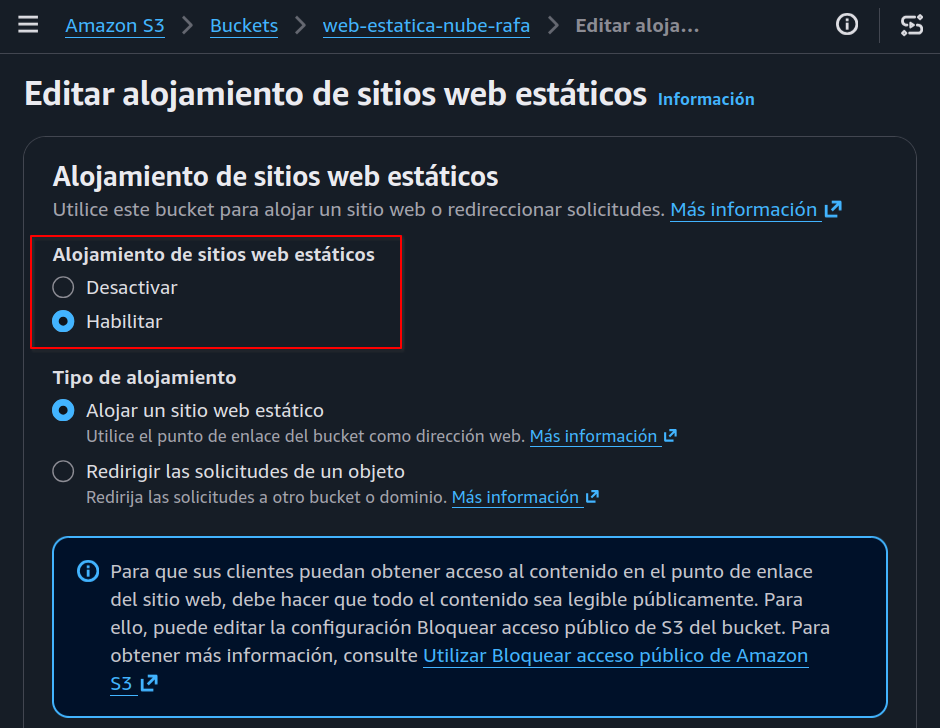 Amazon S3 > Buckets > web-estatica-nube-rafa > Editar aloja...
Editar alojamiento de sitios web estáticos Información
Alojamiento de sitios web estáticos
Utilice este bucket para alojar un sitio web o redireccionar solicitudes. Más información
Alojamiento de sitios web estáticos
Desactivar
Habilitar
Tipo de alojamiento
Alojar un sitio web estático
Utilice el punto de enlace del bucket como dirección web. Más información
Redirigir las solicitudes de un objeto
Redirija las solicitudes a otro bucket o dominio. Más información
Para que sus clientes puedan obtener acceso al contenido en el punto de enlace
del sitio web, debe hacer que todo el contenido sea legible públicamente. Para
ello, puede editar la configuración Bloquear acceso público de S3 del bucket. Para
obtener más información, consulte Utilizar Bloquear acceso público de Amazon
S3